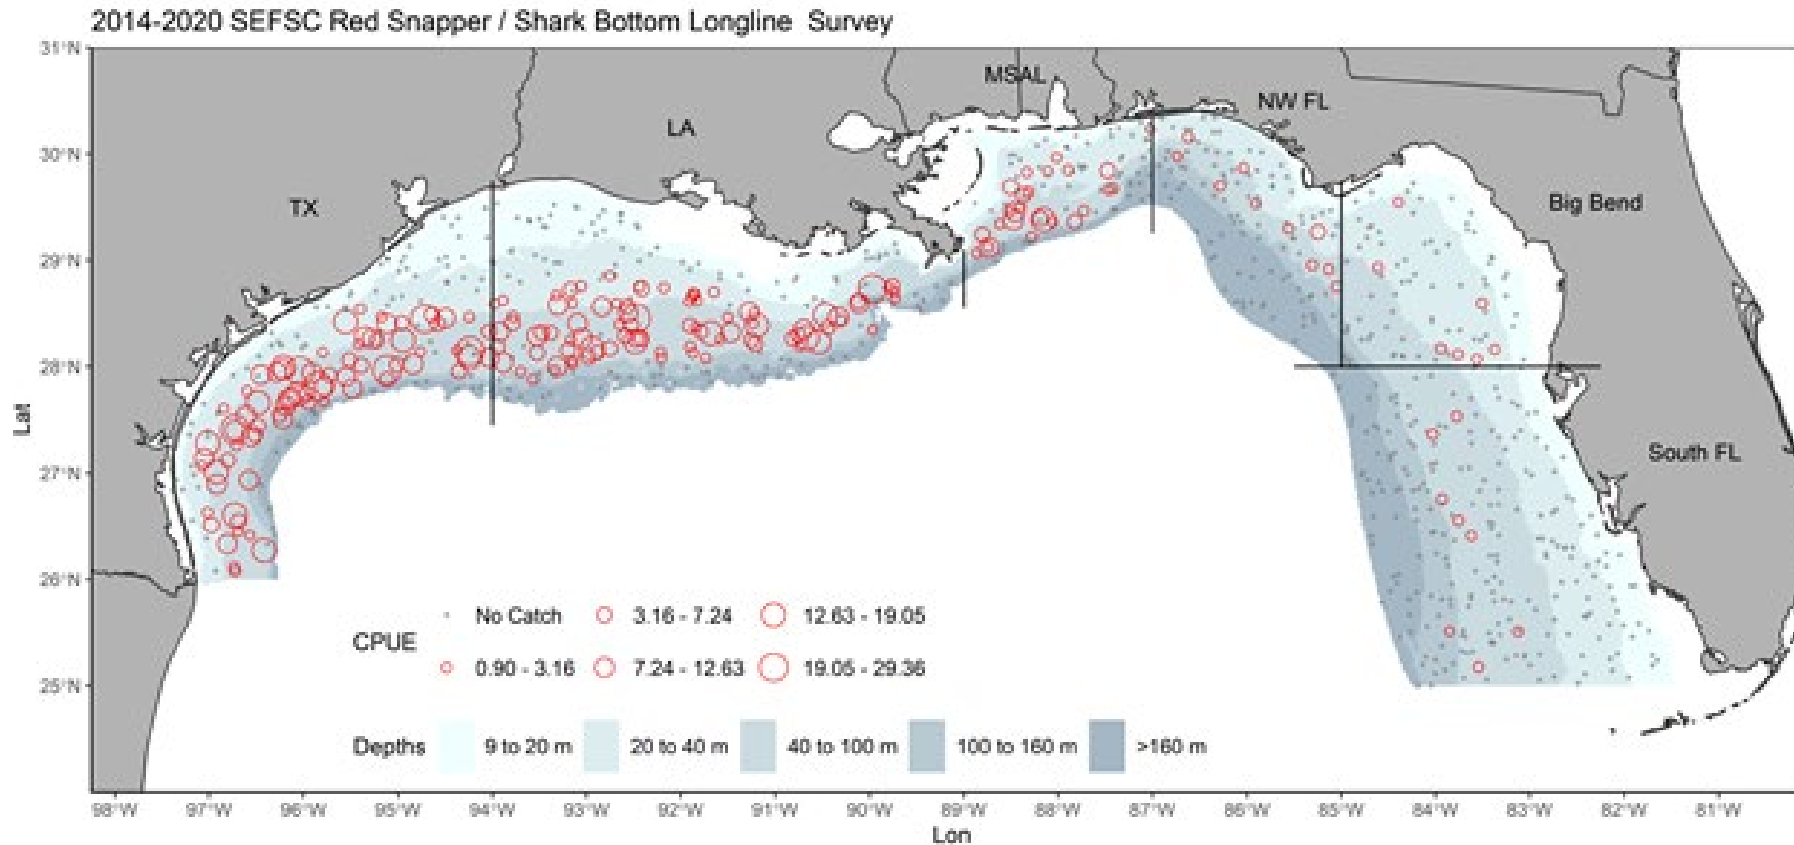 2014-2020 SEFSC Red Snapper / Shark Bottom Longline Survey
31°N
MSAL
NW FL
LA
30°N
TX
Big Bend
29°N
28°N
Lat
27°N
South FL
26°N
No Catch 3.16 - 7.24 12.63 - 19.05
CPUE
0.90 - 3.16 7.24 - 12.63 19.05 - 29.36
25°N
Depths 9 to 20 m 20 to 40 m 40 to 100 m 100 to 160 m >160 m
98°W 97°W 96°W 95°W 94°W 93°W 92°W 91°W 90°W 89°W 88°W 87°W 86°W 85°W 84°W 83°W 82°W 81°W
Lon